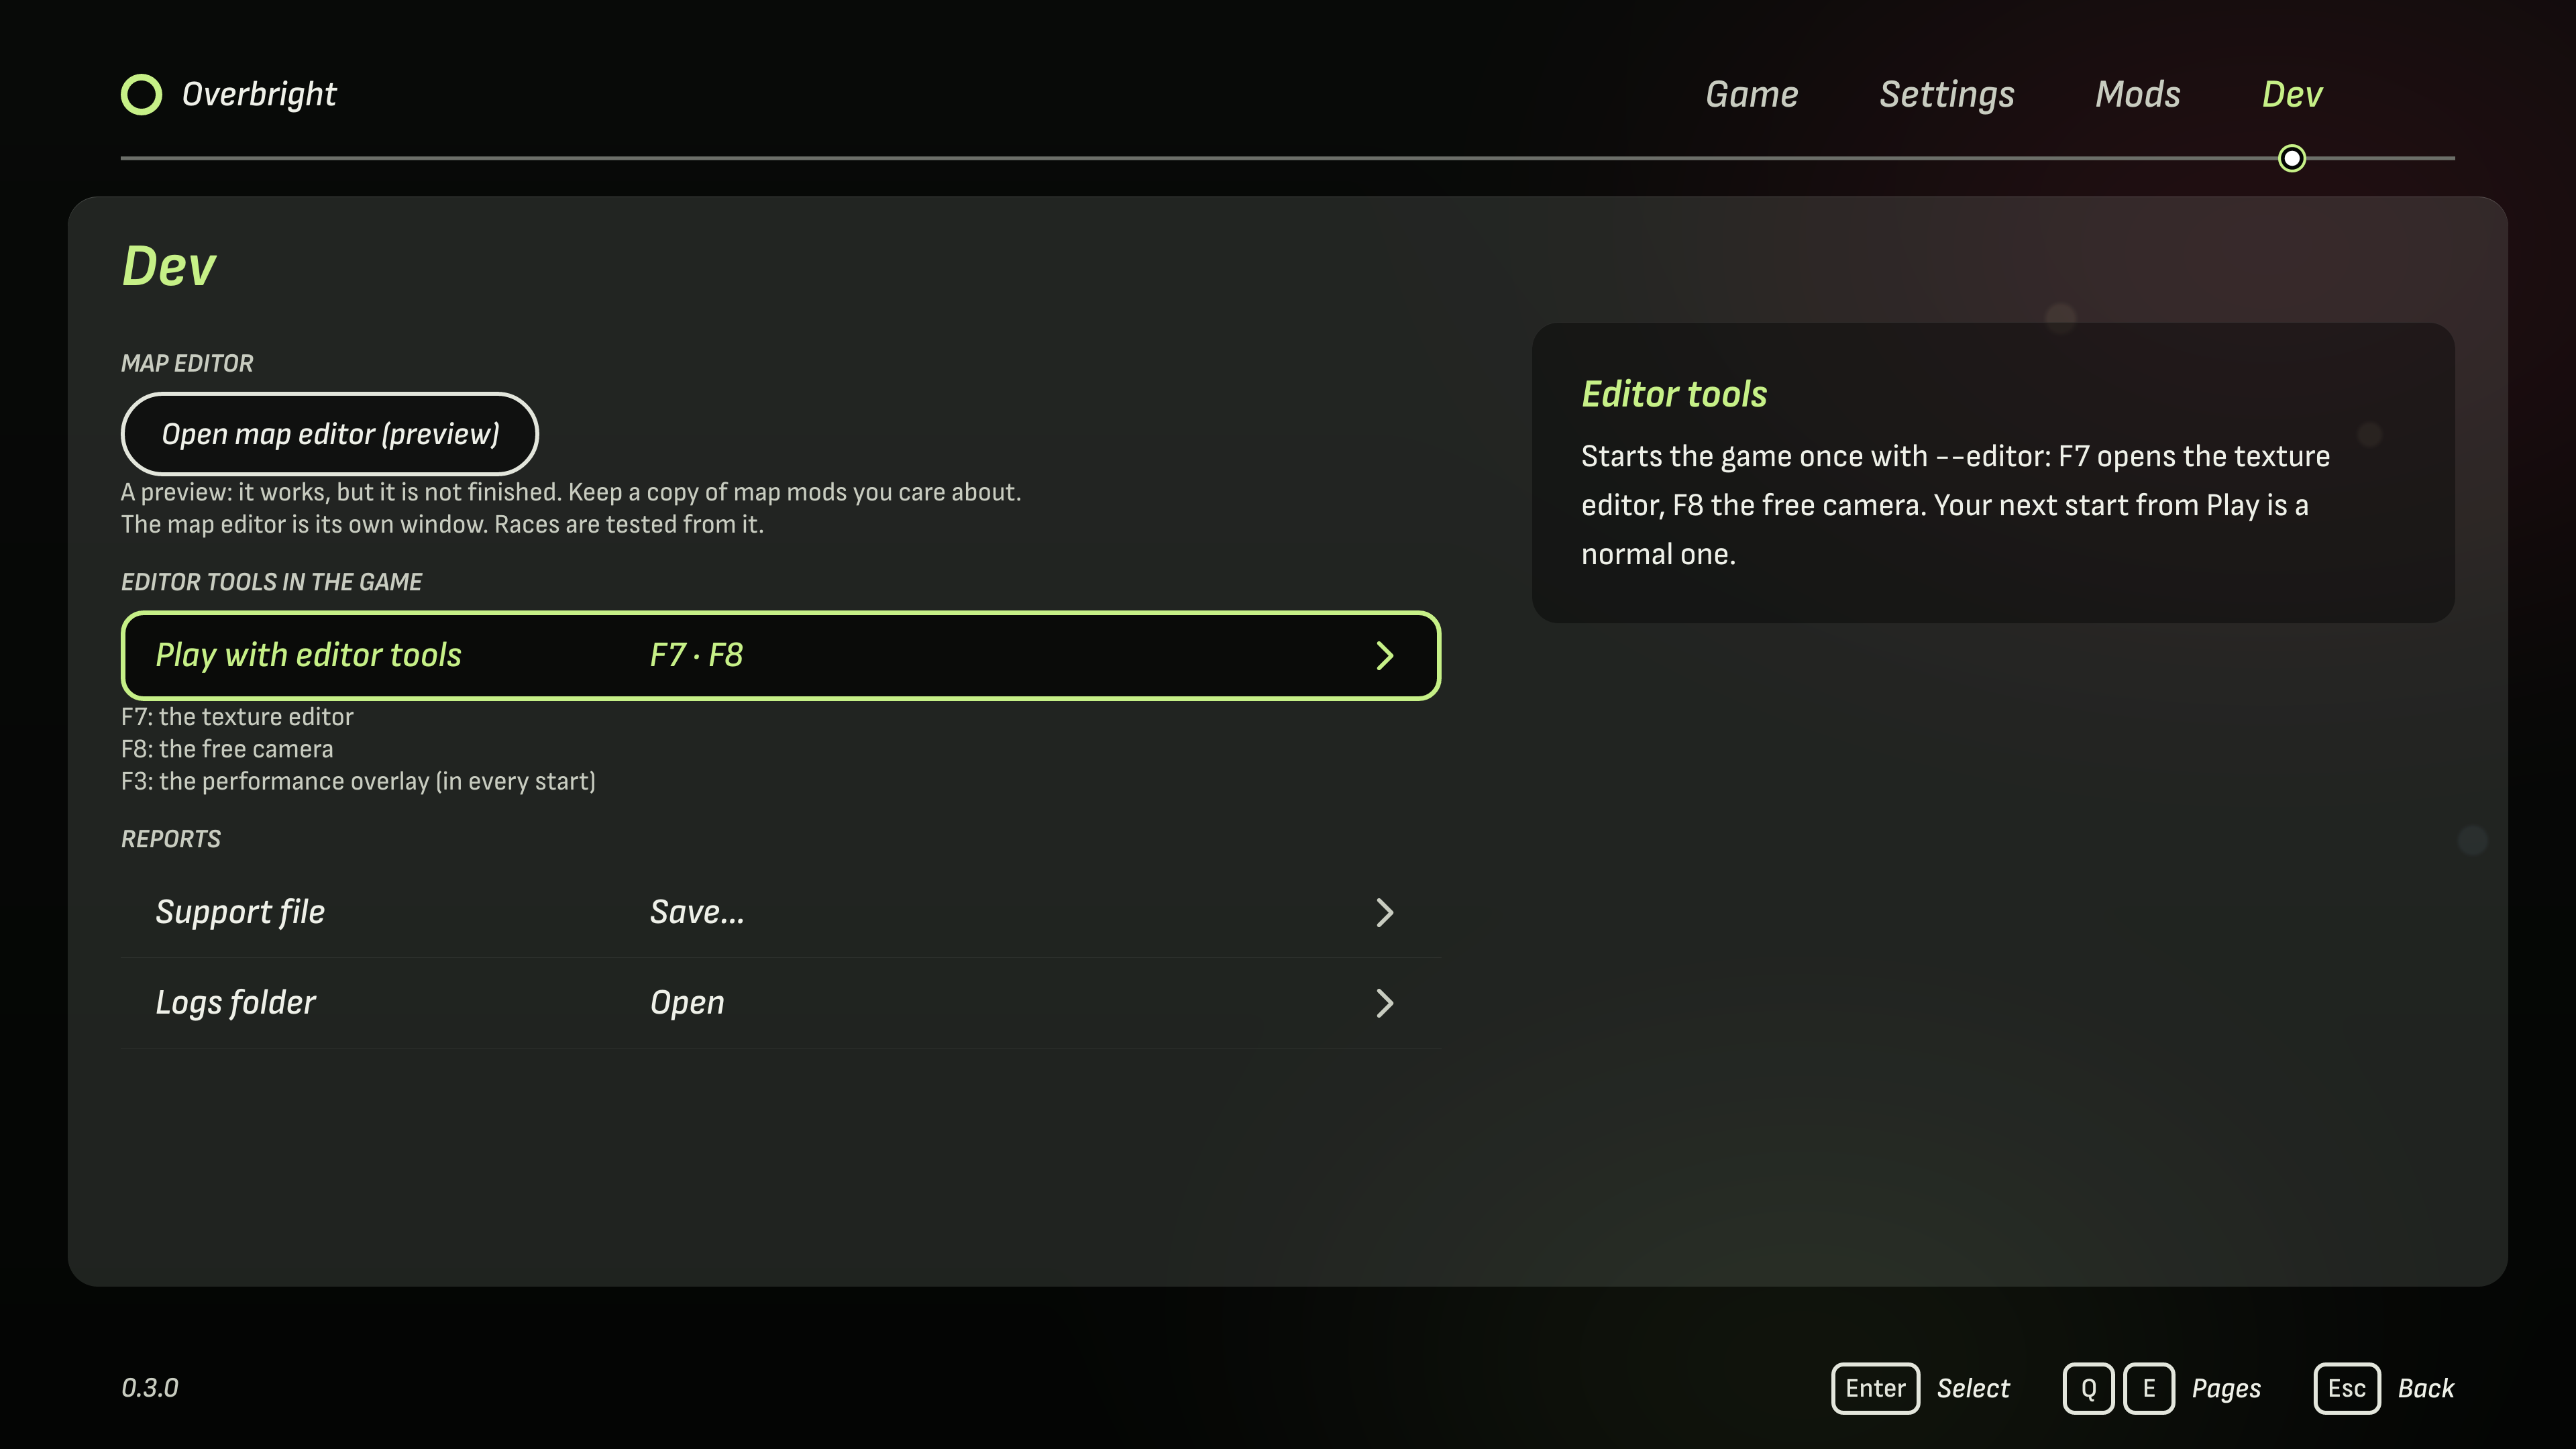 Overbright
Game Settings Mods Dev
Dev
MAP EDITOR
Open map editor (preview)
A preview: it works, but it is not finished. Keep a copy of map mods you care about.
The map editor is its own window. Races are tested from it.
EDITOR TOOLS IN THE GAME
Play with editor tools F7 · F8
F7: the texture editor
F8: the free camera
F3: the performance overlay (in every start)
REPORTS
Support file Save...
Logs folder Open
Editor tools
Starts the game once with --editor: F7 opens the texture
editor, F8 the free camera. Your next start from Play is a
normal one.
0.3.0
Enter Select Q E Pages Esc Back